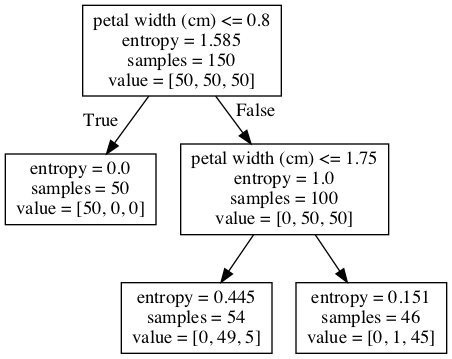 petal width (cm) <= 0.8
entropy = 1.585
samples = 150
value = [50, 50, 50]
True
False
entropy = 0.0
samples = 50
value = [50, 0, 0]
petal width (cm) <= 1.75
entropy = 1.0
samples = 100
value = [0, 50, 50]
entropy = 0.445
samples = 54
value = [0, 49, 5]
entropy = 0.151
samples = 46
value = [0, 1, 45]